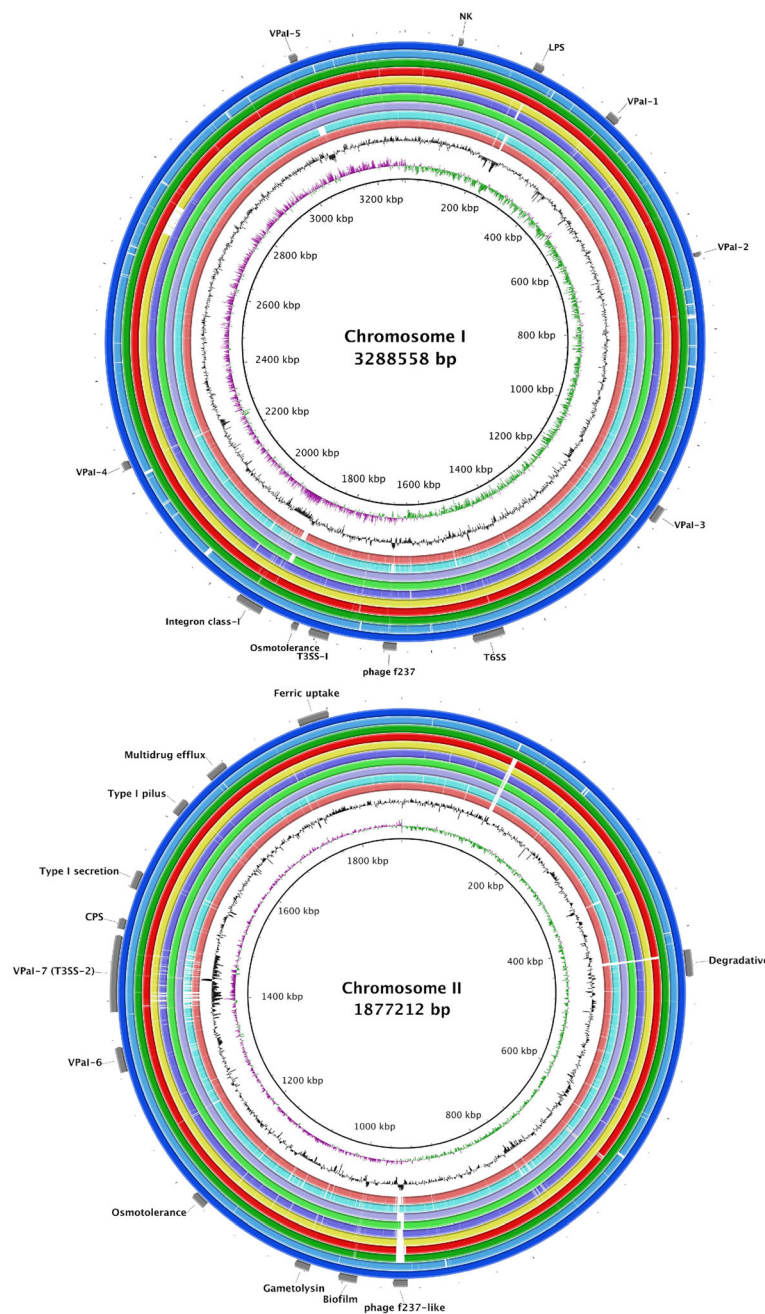 NK
VPaI-5
LPS
VPaI-1
3200 kbp
200 kbp
3000 kbp
400 kbp
VPaI-2
2800 kbp
600 kbp
2600 kbp
Chromosome I
3288558 bp
800 kbp
2400 kbp
1000 kbp
2200 kbp
1200 kbp
2000 kbp
1400 kbp
VPaI-4
1800 kbp
1600 kbp
VPaI-3
Integron class-I
Osmotolerance
T3SS-I
T6SS
phage f237
Ferric uptake
Multidrug efflux
Type I pilus
1800 kbp
Type I secretion
200 kbp
1600 kbp
CPS
400 kbp
Degradative
VPaI-7 (T3SS-2)
Chromosome II
1877212 bp
1400 kbp
VPaI-6
600 kbp
1200 kbp
800 kbp
1000 kbp
Osmotolerance
Gametolysin
Biofilm
phage f237-like